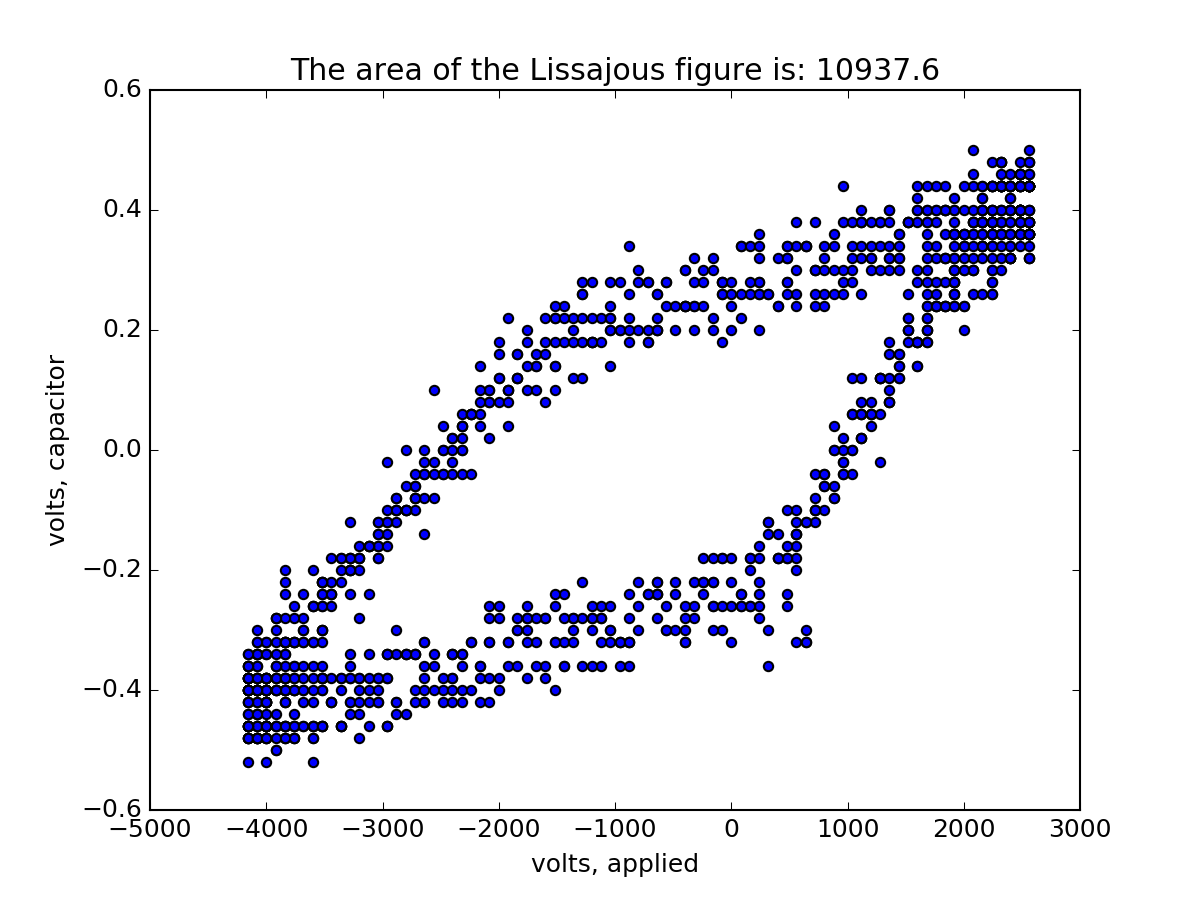 The area of the Lissajous figure is: 10937.6
0.6
0.4
0.2
0.0
−0.2
−0.4
−0.6
volts, capacitor
−5000 −4000 −3000 −2000 −1000 0 1000 2000 3000
volts, applied